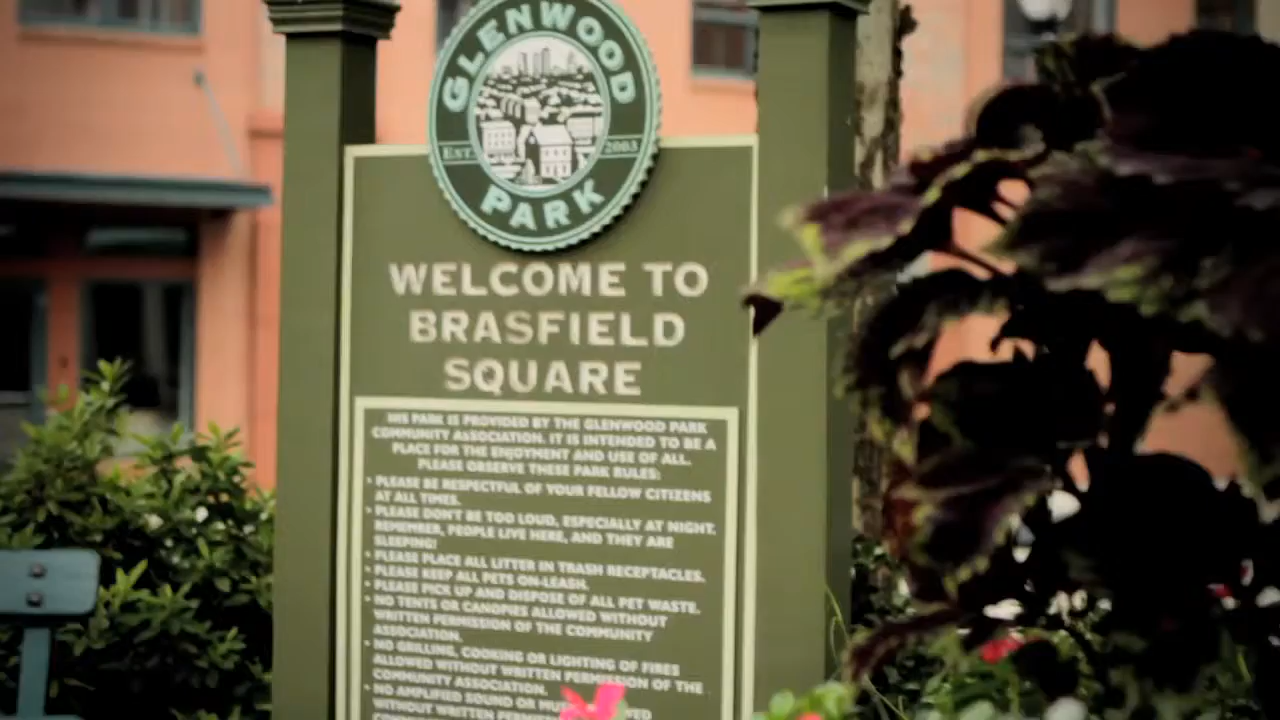 GLENWOOD
EST. 2003
PARK
WELCOME TO
BRASFIELD
SQUARE
HIS PARK IS PROVIDED BY THE GLENWOOD PARK
COMMUNITY ASSOCIATION. IT IS INTENDED TO BE A
PLACE FOR THE ENJOYMENT AND USE OF ALL.
PLEASE OBSERVE THESE PARK RULES:
• PLEASE BE RESPECTFUL OF YOUR FELLOW CITIZENS
AT ALL TIMES.
• PLEASE DON'T BE TOO LOUD, ESPECIALLY AT NIGHT.
REMEMBER, PEOPLE LIVE HERE, AND THEY ARE
SLEEPING!
• PLEASE PLACE ALL LITTER IN TRASH RECEPTACLES.
• PLEASE KEEP ALL PETS ON-LEASH.
• PLEASE PICK UP AND DISPOSE OF ALL PET WASTE.
• NO TENTS OR CANOPIES ALLOWED WITHOUT
WRITTEN PERMISSION OF THE COMMUNITY
ASSOCIATION.
• NO GRILLING, COOKING OR LIGHTING OF FIRES
ALLOWED WITHOUT WRITTEN PERMISSION OF THE
COMMUNITY ASSOCIATION.
• NO AMPLIFIED SOUND OR
WITHOUT WRITTEN